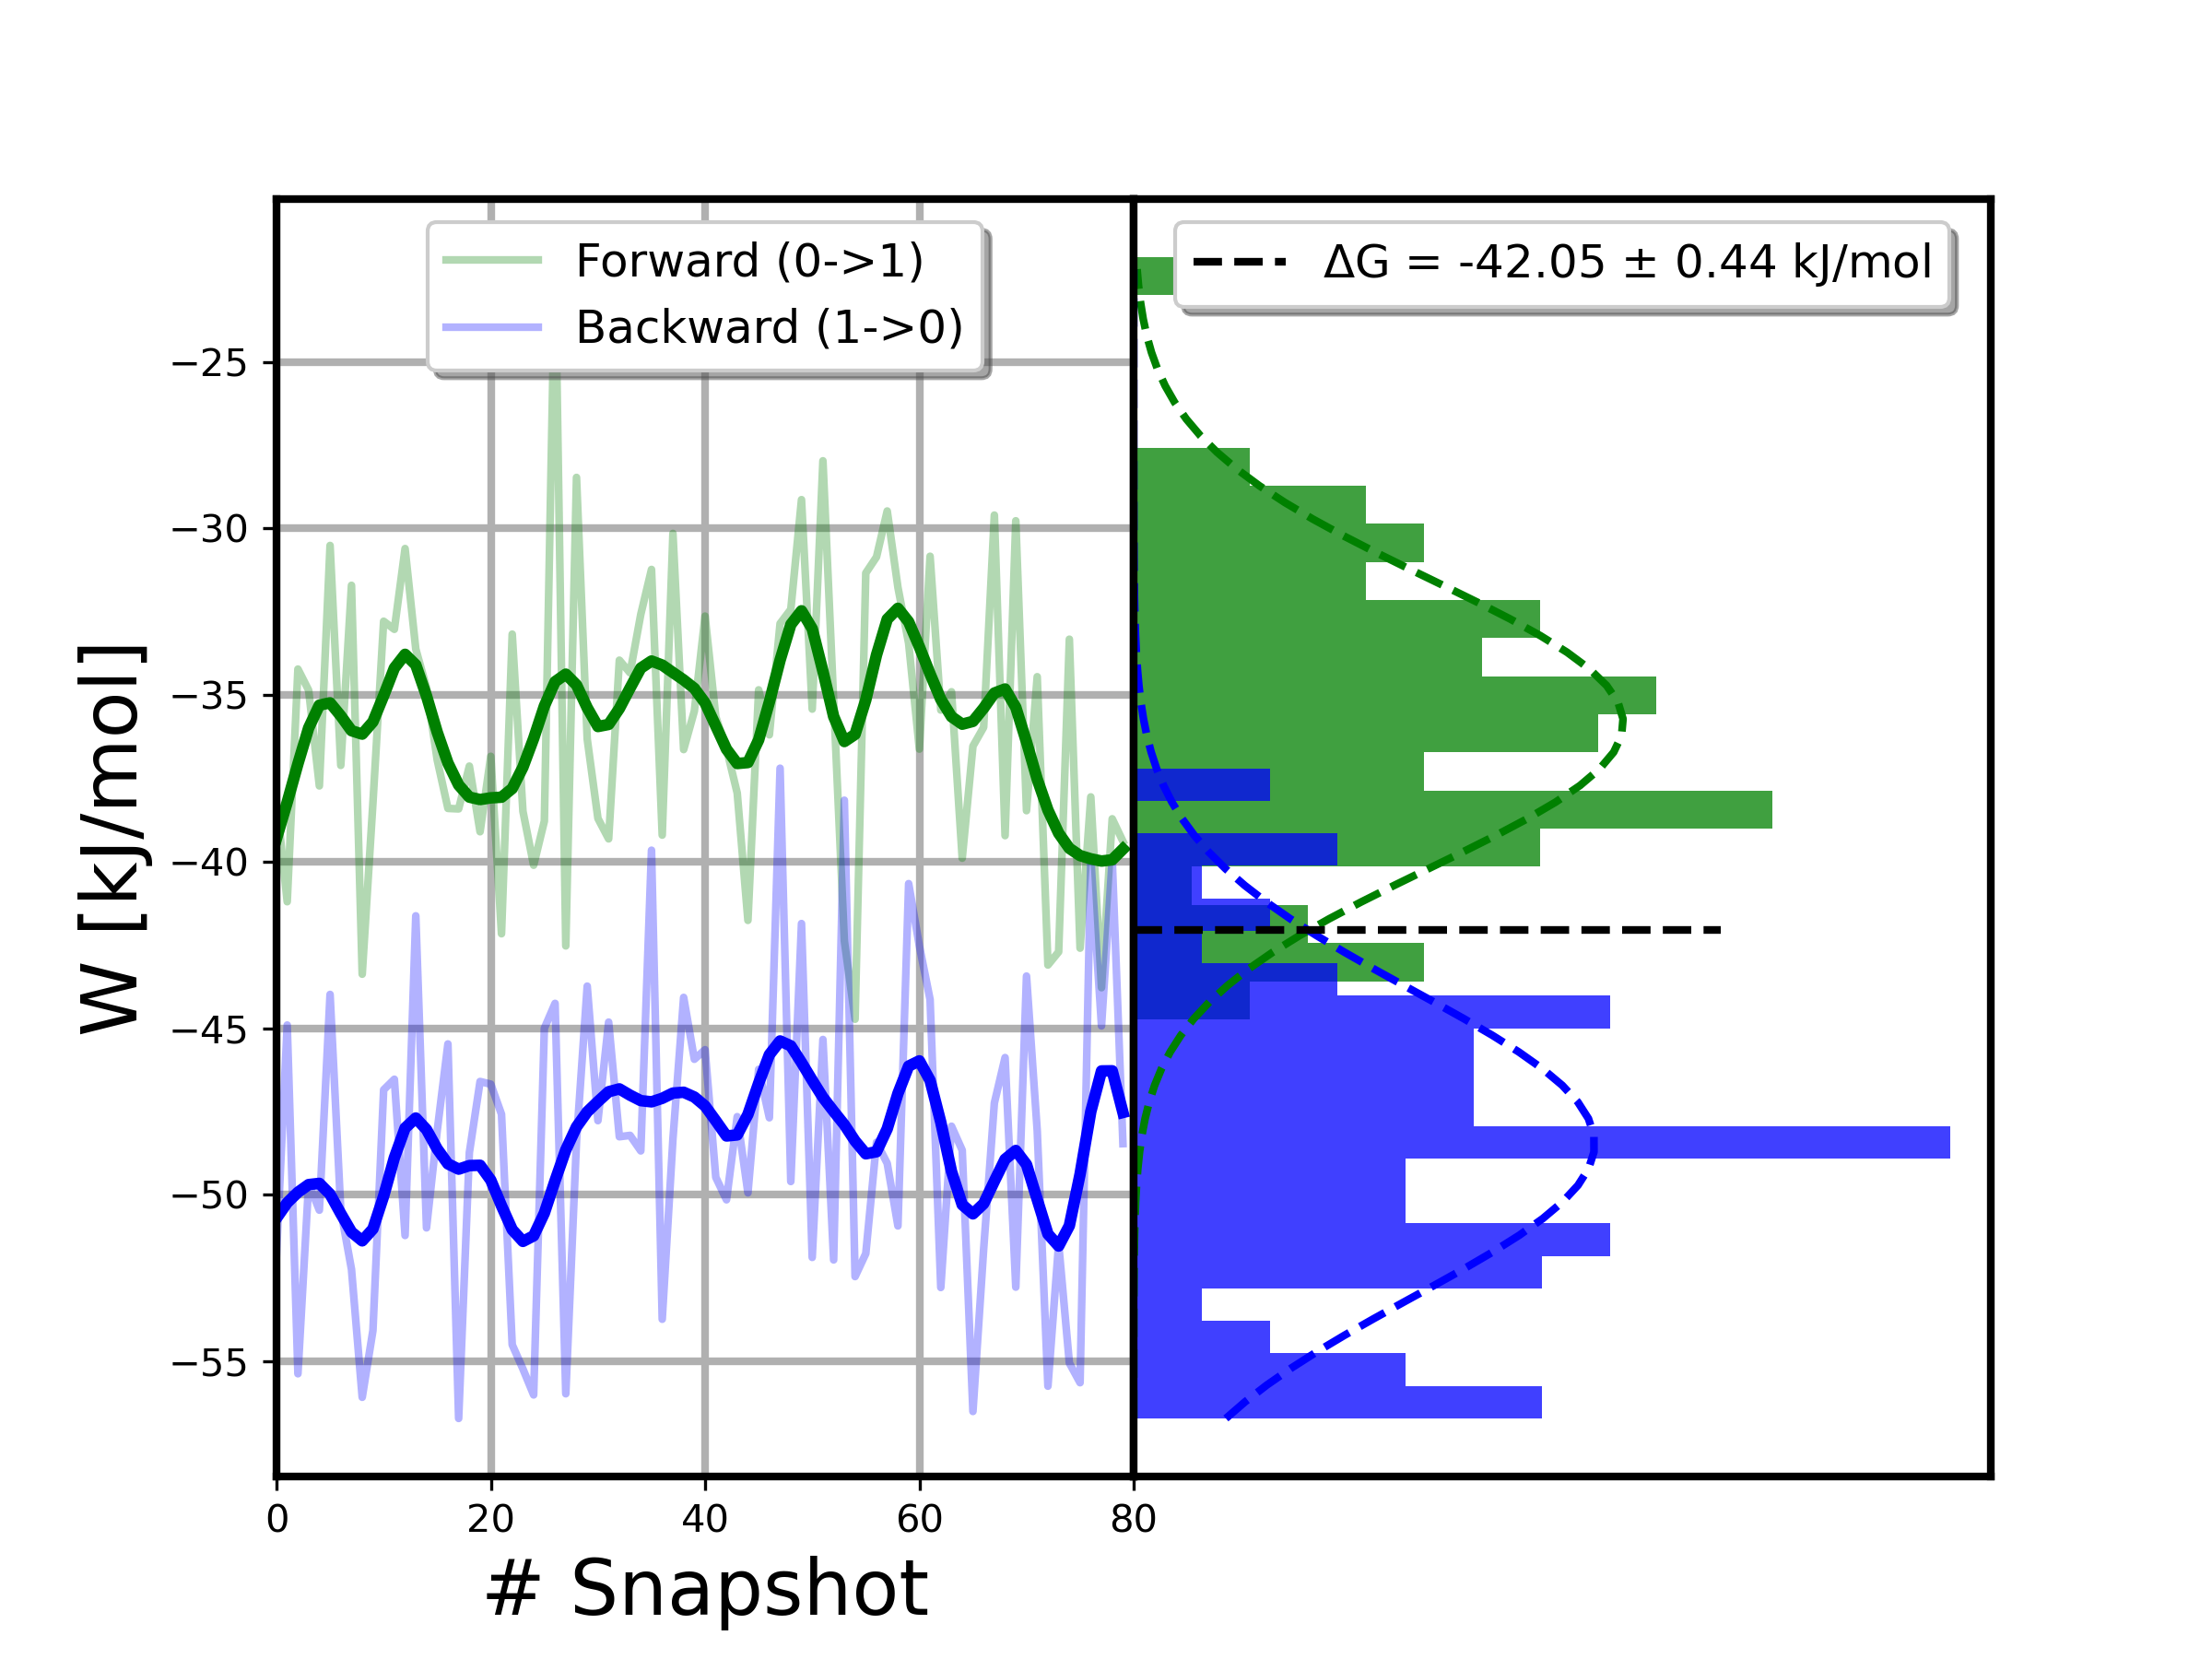 Forward (0->1)
Backward (1->0)
ΔG = -42.05 ± 0.44 kJ/mol
W [kJ/mol]
−25
−30
−35
−40
−45
−50
−55
0 20 40 60 80
# Snapshot